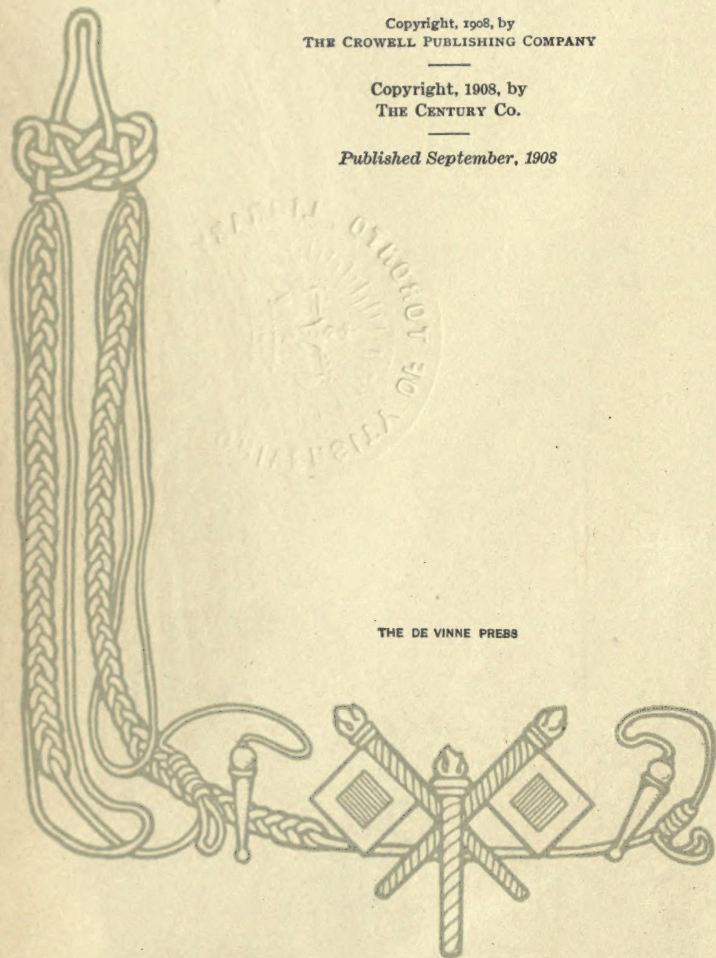 Copyright, 1908, by
THE CROWELL PUBLISHING COMPANY
Copyright, 1908, by
THE CENTURY CO.
Published September, 1908
THE DE VINNE PRESS